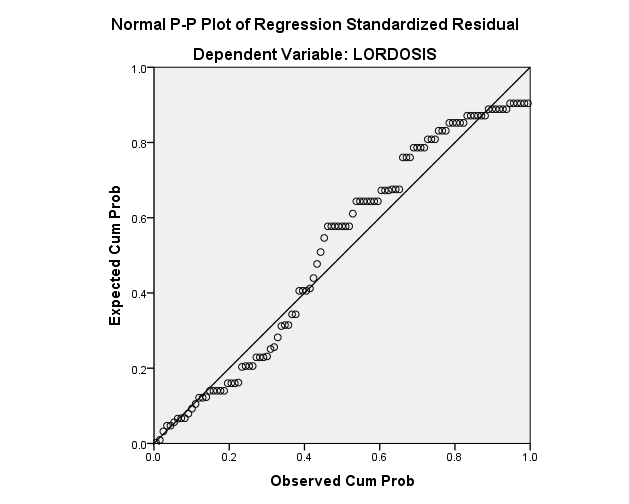 Normal P-P Plot of Regression Standardized Residual
Dependent Variable: LORDOSIS
Expected Cum Prob
1.0
0.8
0.6
0.4
0.2
0.0
0.0 0.2 0.4 0.6 0.8 1.0
Observed Cum Prob